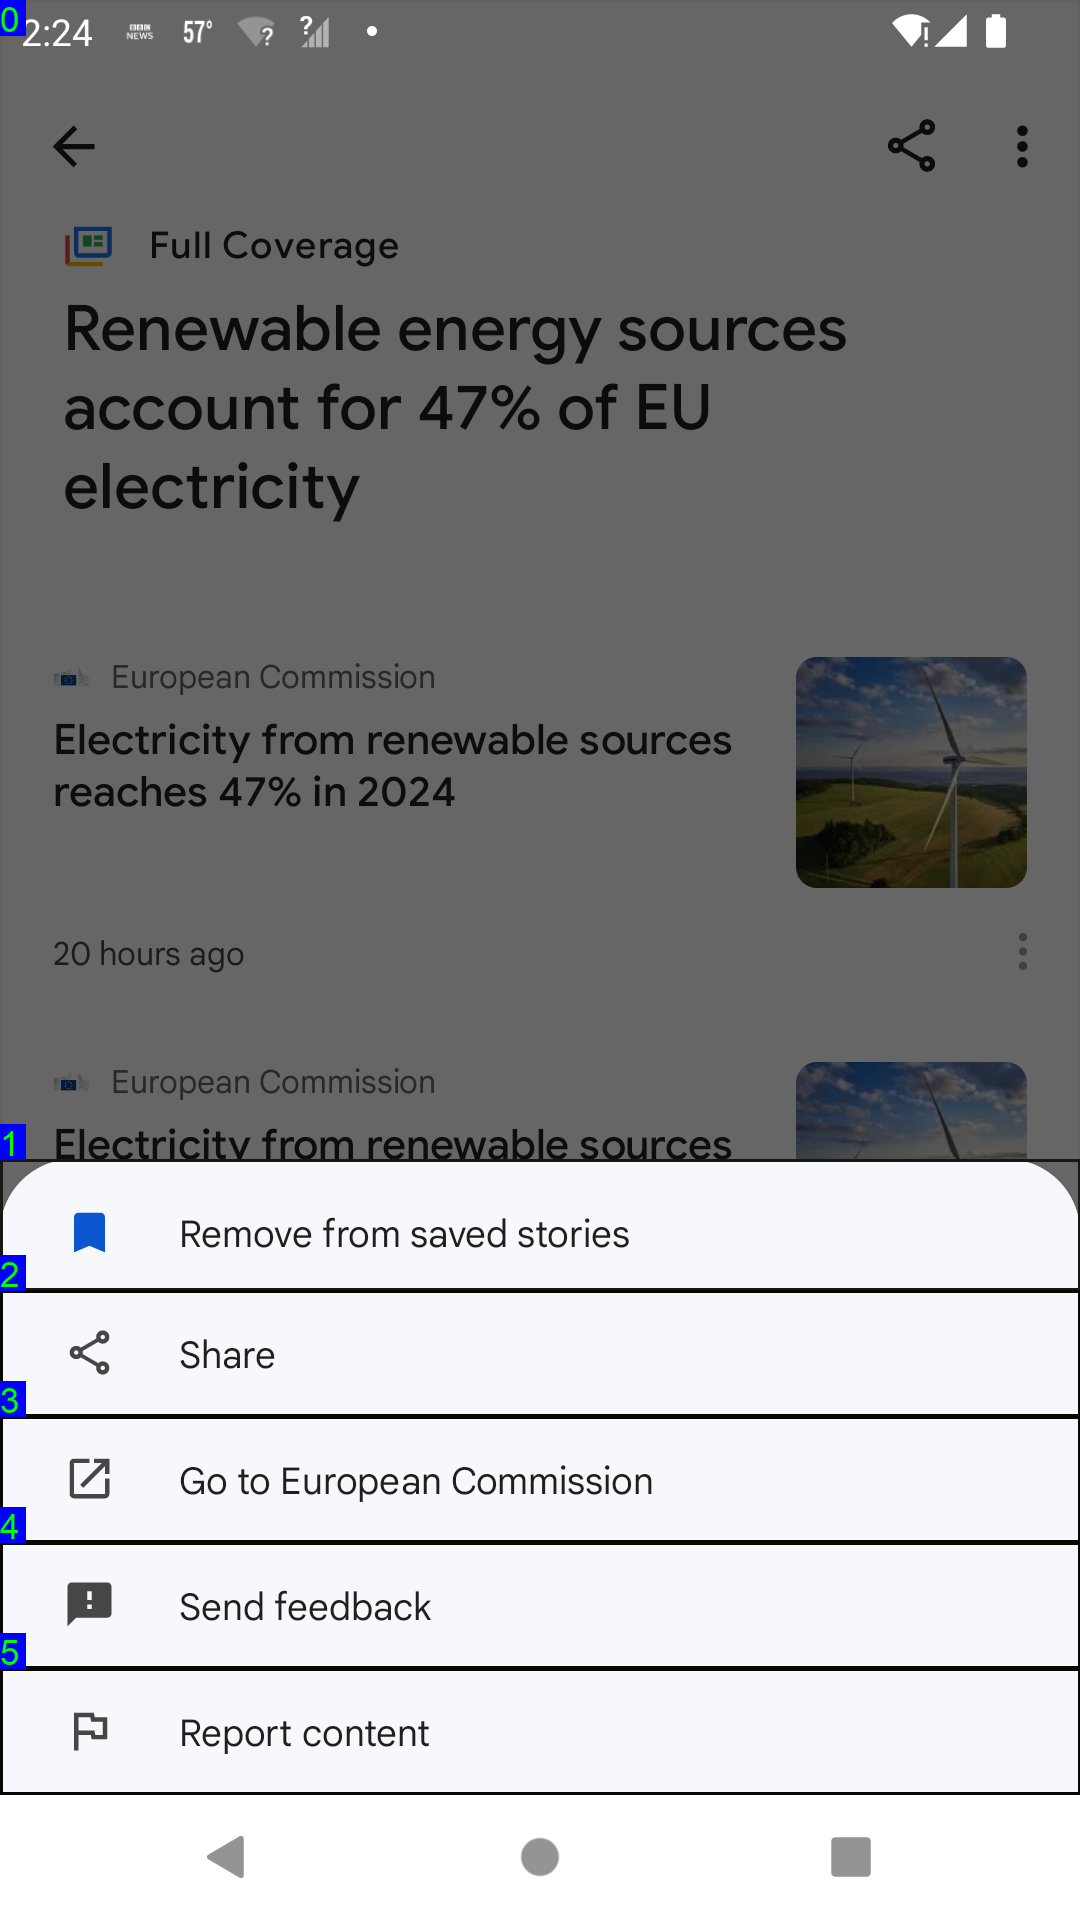 0
2:24
BBC NEWS
57°
Full Coverage
Renewable energy sources
account for 47% of EU
electricity
European Commission
Electricity from renewable sources
reaches 47% in 2024
20 hours ago
European Commission
1
Electricity from renewable sources
Remove from saved stories
2
Share
3
Go to European Commission
4
Send feedback
5
Report content